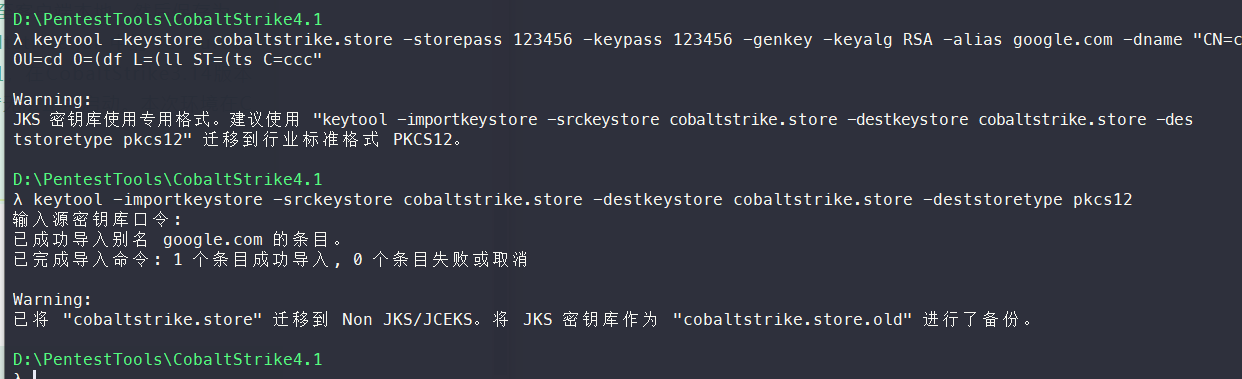 D:\PentestTools\CobaltStrike4.1
λ keytool -keystore cobaltstrike.store -storepass 123456 -keypass 123456 -genkey -keyalg RSA -alias google.com -dname "CN=c
OU=cd O=(df L=(ll ST=(ts C=ccc"
Warning:
JKS 密钥库使用专用格式。建议使用 "keytool -importkeystore -srckeystore cobaltstrike.store -destkeystore cobaltstrike.store -des
tstoretype pkcs12" 迁移到行业标准格式 PKCS12。
D:\PentestTools\CobaltStrike4.1
λ keytool -importkeystore -srckeystore cobaltstrike.store -destkeystore cobaltstrike.store -deststoretype pkcs12
输入源密钥库口令:
已成功导入别名 google.com 的条目。
已完成导入命令: 1 个条目成功导入, 0 个条目失败或取消
Warning:
已将 "cobaltstrike.store" 迁移到 Non JKS/JCEKS。将 JKS 密钥库作为 "cobaltstrike.store.old" 进行了备份。
D:\PentestTools\CobaltStrike4.1
λ